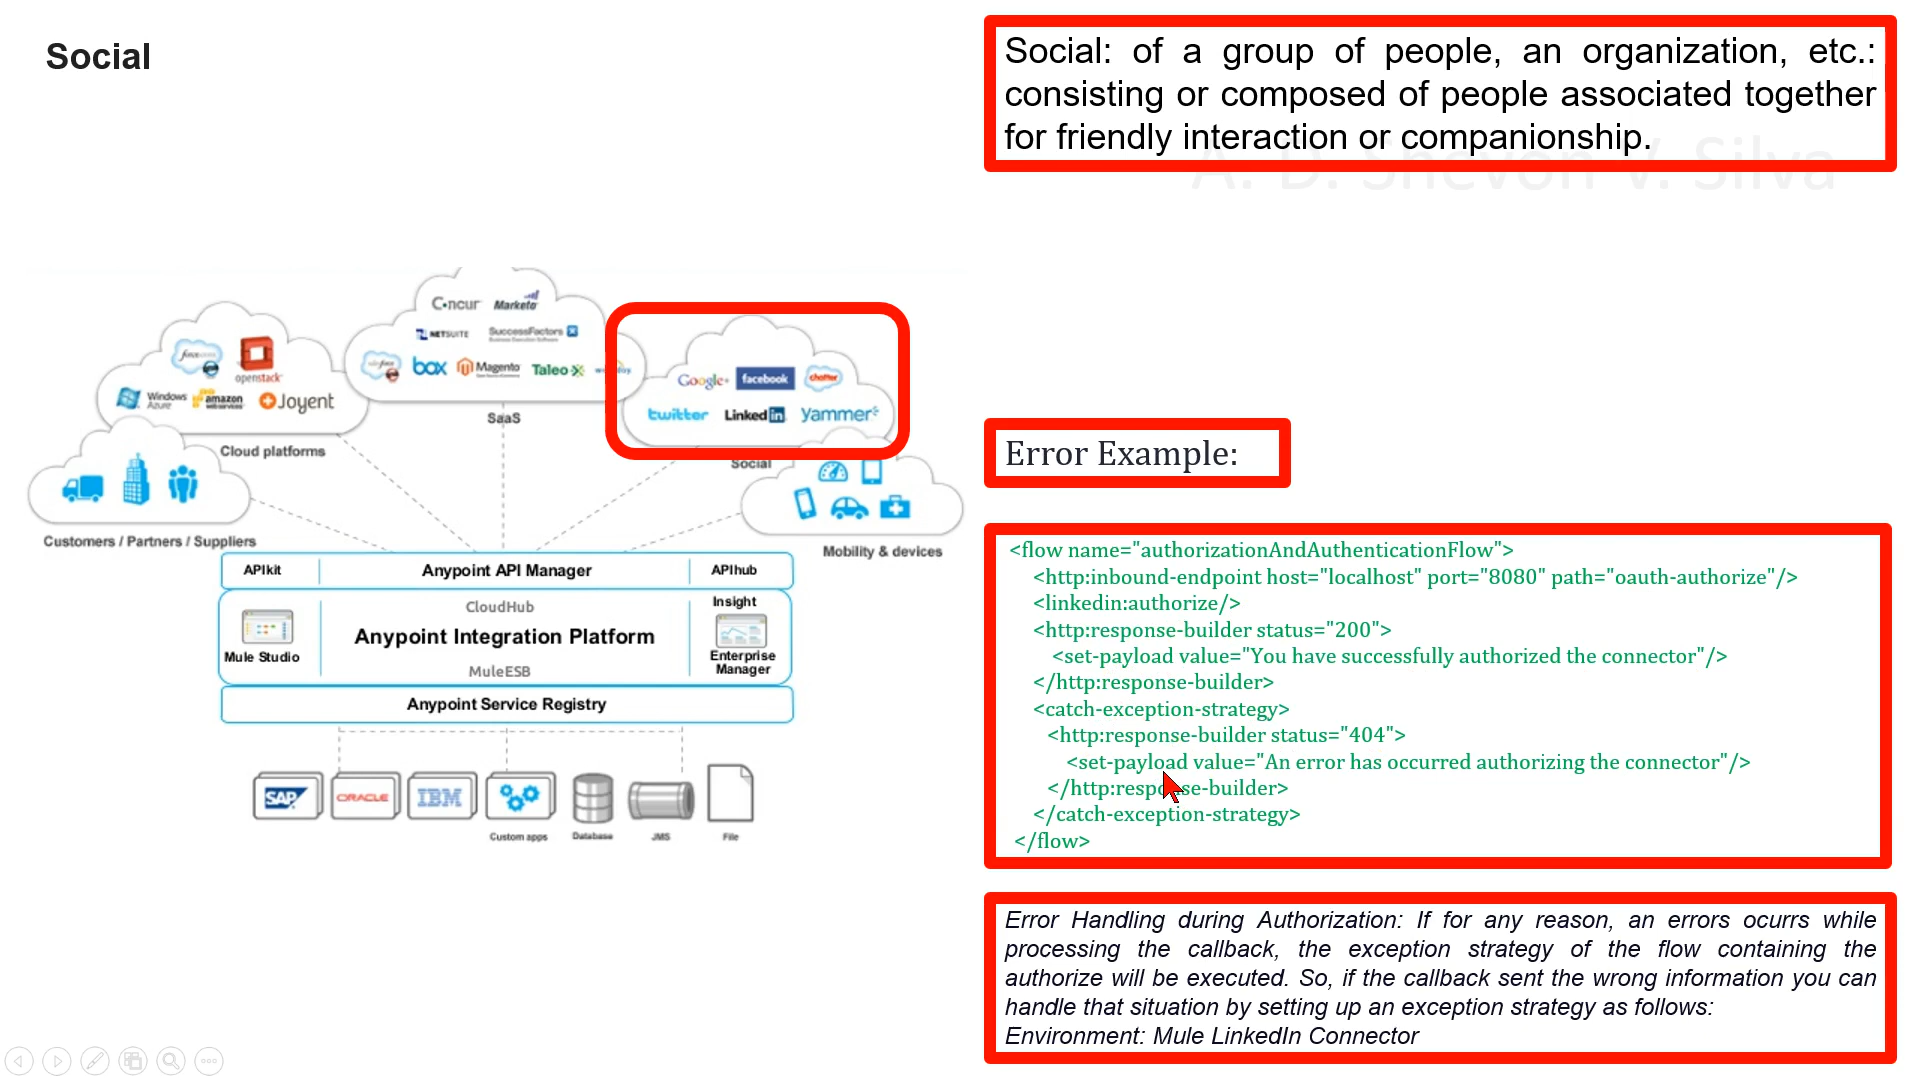 Social
Social: of a group of people, an organization, etc.:
consisting or composed of people associated together
for friendly interaction or companionship.
A. D. Shevon V. Silva
Concur Marketo
NETSUITE SuccessFactors
box Magento Taleo
force
openstack
Windows Azure amazon webservices Joyent
Google+ facebook chatter
twitter LinkedIn yammer
SaaS
Cloud platforms
Social
Customers / Partners / Suppliers
Mobility & devices
APIkit Anypoint API Manager APIhub
CloudHub
Insight
Mule Studio Anypoint Integration Platform Enterprise
Manager
MuleESB
Anypoint Service Registry
SAP ORACLE IBM
Custom apps Database JMS File
Error Example:
<flow name="authorizationAndAuthenticationFlow">
<http:inbound-endpoint host="localhost" port="8080" path="oauth-authorize"/>
<linkedin:authorize/>
<http:response-builder status="200">
<set-payload value="You have successfully authorized the connector"/>
</http:response-builder>
<catch-exception-strategy>
<http:response-builder status="404">
<set-payload value="An error has occurred authorizing the connector"/>
</http:response-builder>
</catch-exception-strategy>
</flow>
Error Handling during Authorization: If for any reason, an errors ocurrs while
processing the callback, the exception strategy of the flow containing the
authorize will be executed. So, if the callback sent the wrong information you can
handle that situation by setting up an exception strategy as follows:
Environment: Mule LinkedIn Connector